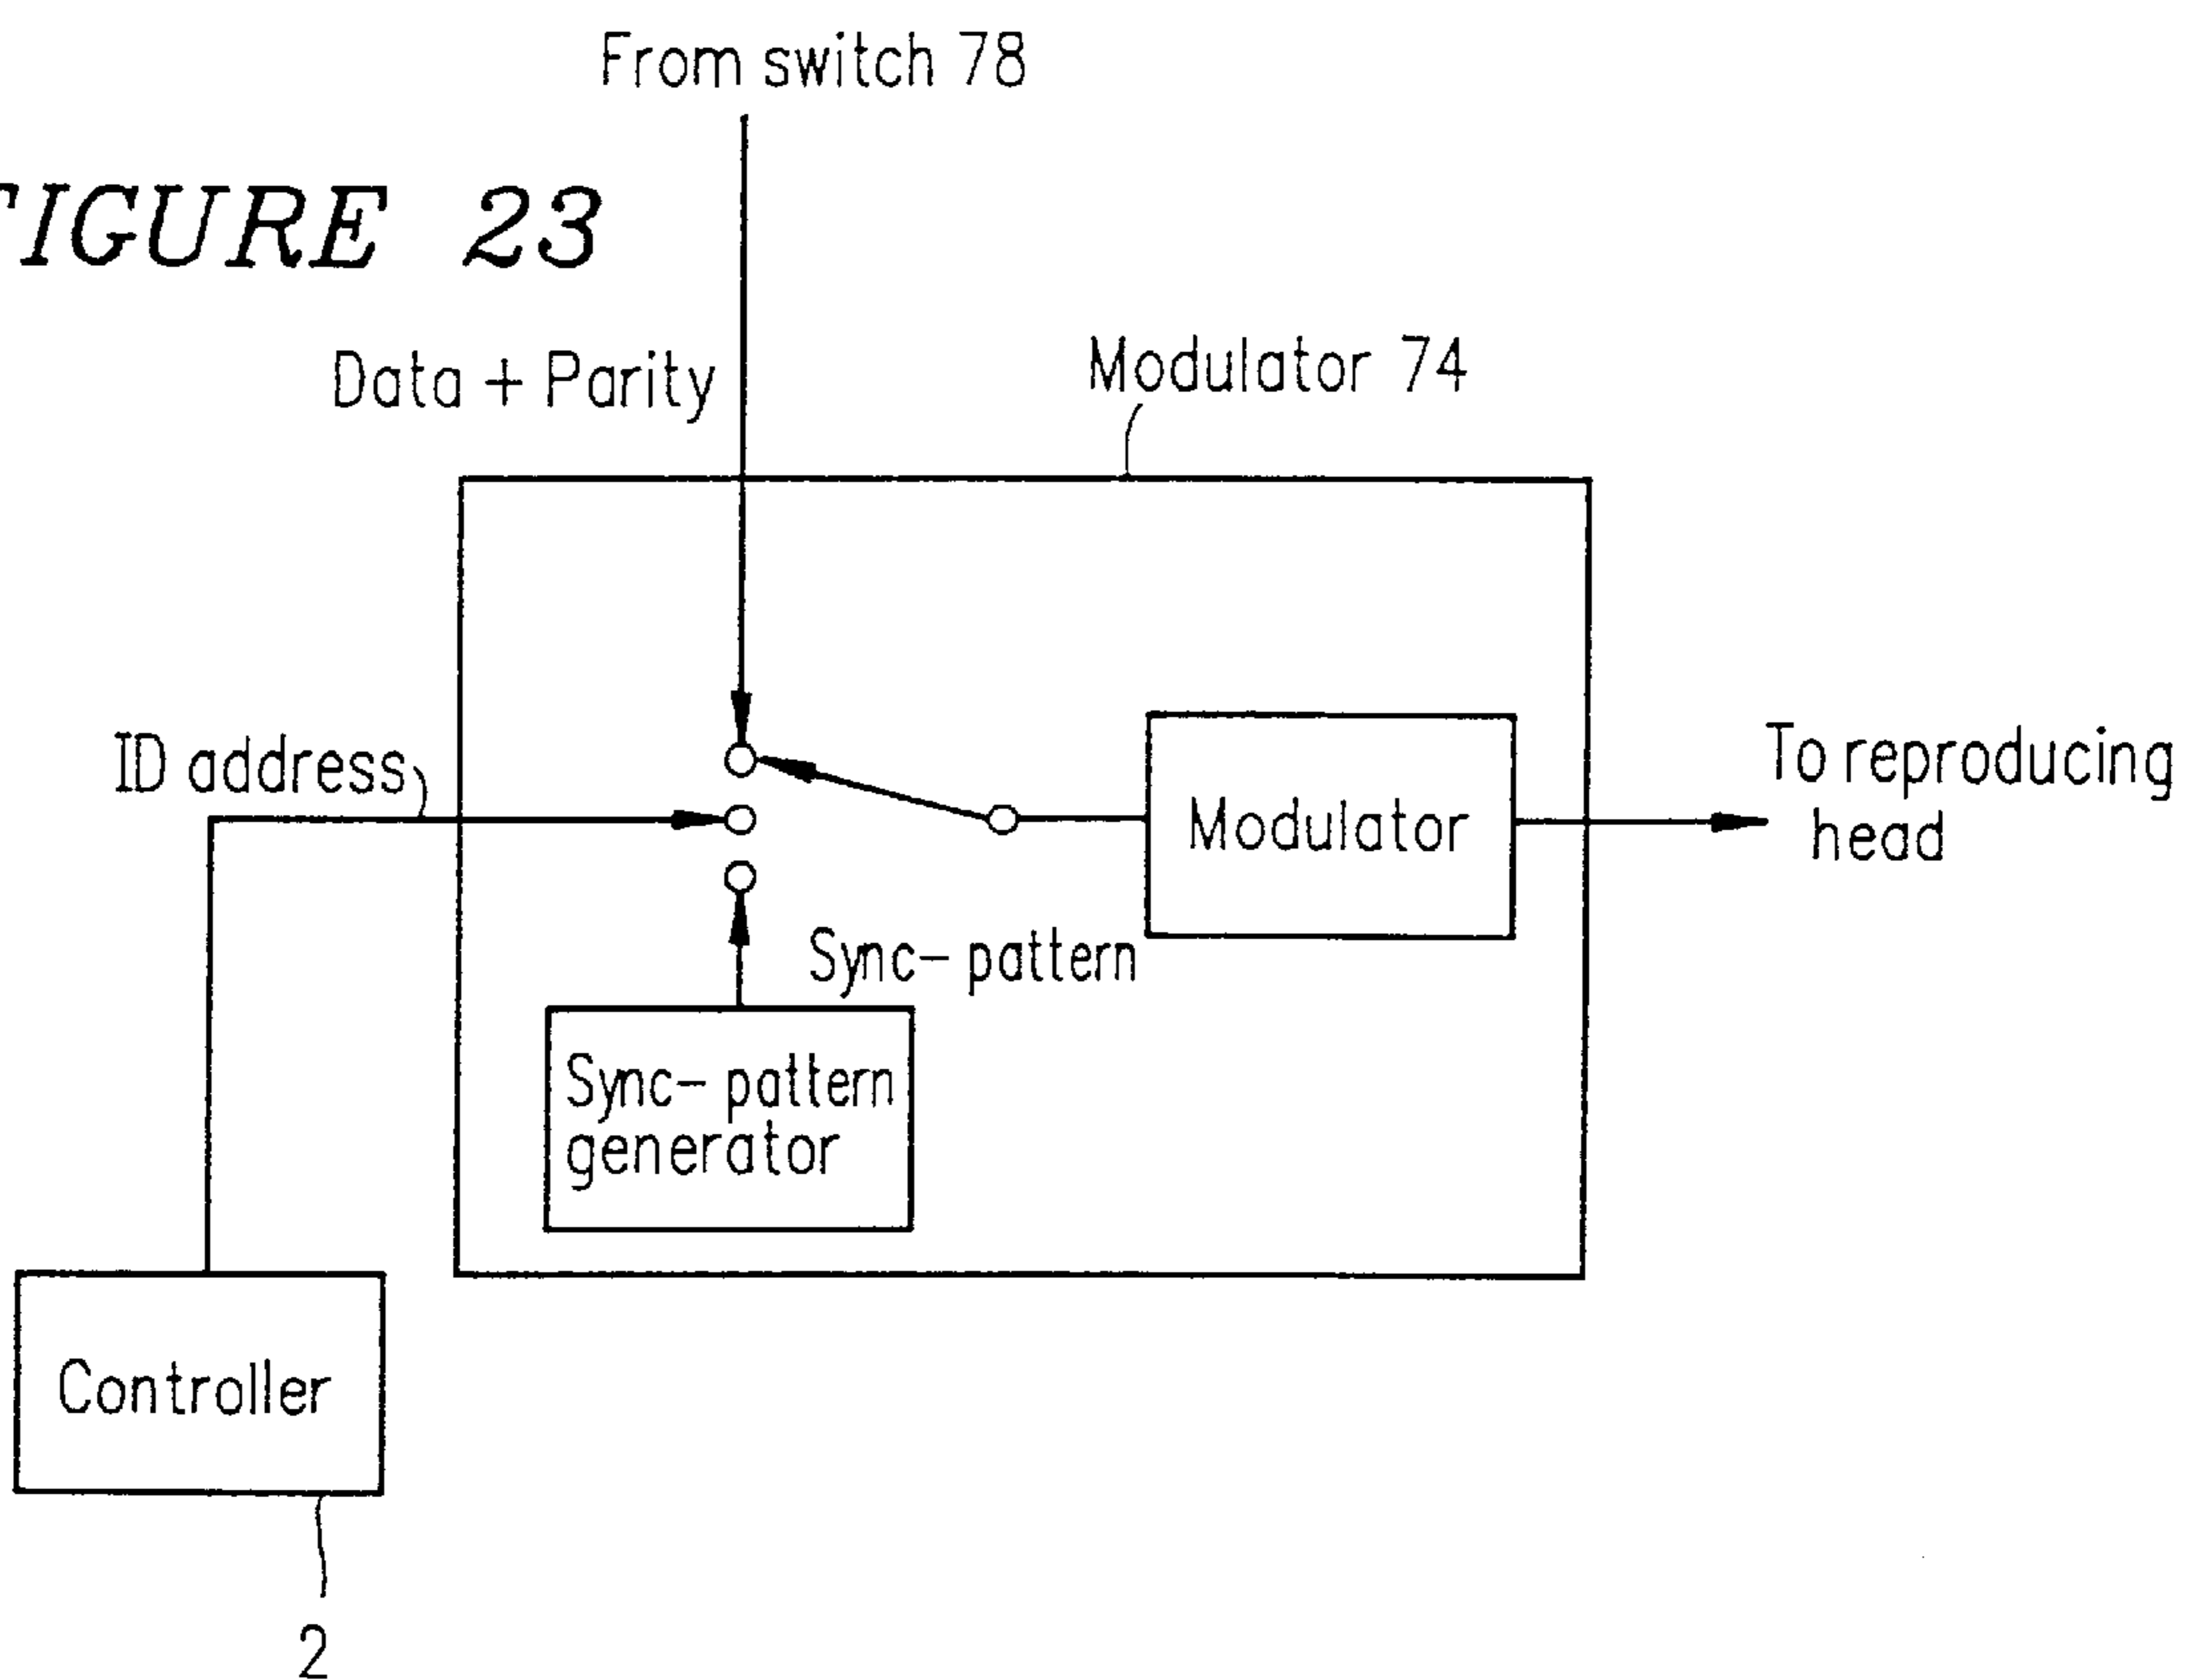 From switch 78
FIGURE 23
Data + Parity
Modulator 74
ID address
Modulator
To reproducing
head
Sync-pattern
Sync-pattern
generator
Controller
2